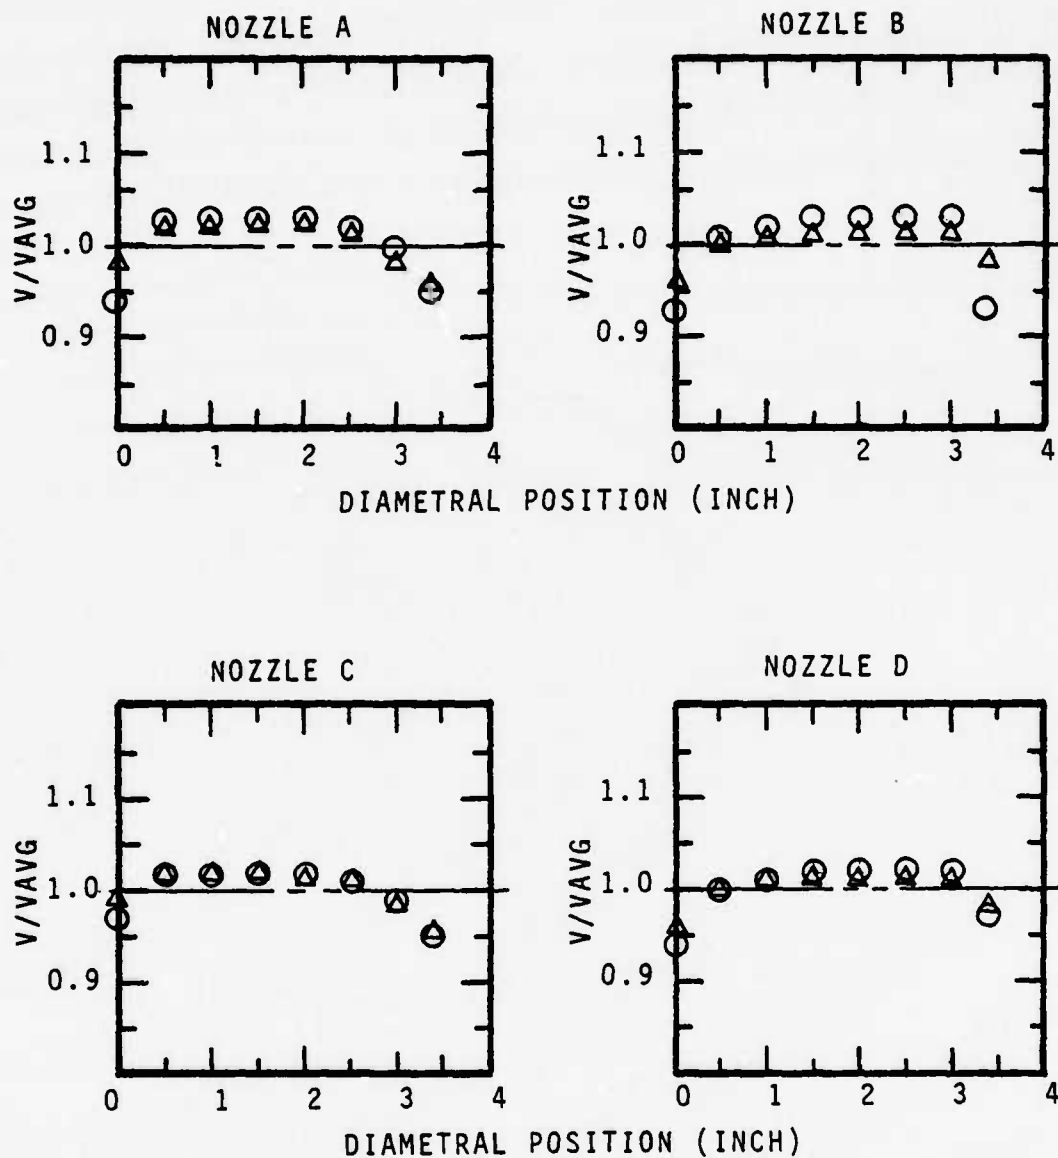 NOZZLE A
V/VAVG
1.1
1.0
0.9
0 1 2 3 4
NOZZLE B
V/VAVG
1.1
1.0
0.9
0 1 2 3 4
DIAMETRAL POSITION (INCH)
NOZZLE C
V/VAVG
1.1
1.0
0.9
0 1 2 3 4
NOZZLE D
V/VAVG
1.1
1.0
0.9
0 1 2 3 4
DIAMETRAL POSITION (INCH)